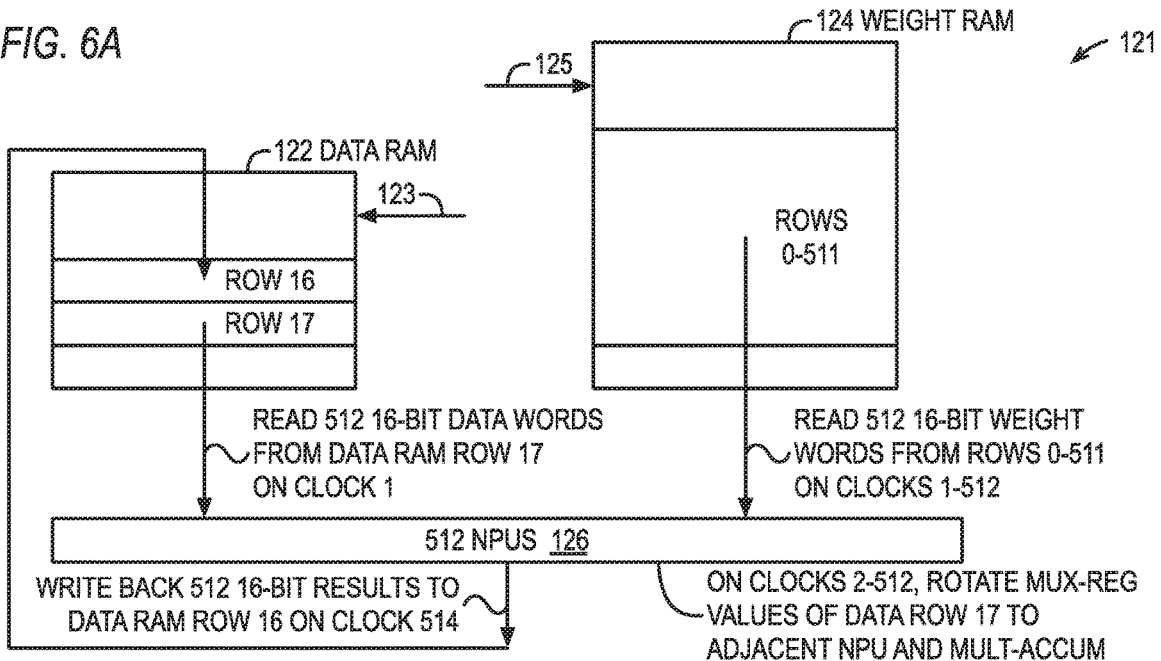 FIG. 6A
124 WEIGHT RAM
121
125
122 DATA RAM
123
ROWS
0-511
ROW 16
ROW 17
READ 512 16-BIT DATA WORDS
FROM DATA RAM ROW 17
ON CLOCK 1
READ 512 16-BIT WEIGHT
WORDS FROM ROWS 0-511
ON CLOCKS 1-512
512 NPUS 126
WRITE BACK 512 16-BIT RESULTS TO
DATA RAM ROW 16 ON CLOCK 514
ON CLOCKS 2-512, ROTATE MUX-REG
VALUES OF DATA ROW 17 TO
ADJACENT NPU AND MULT-ACCUM